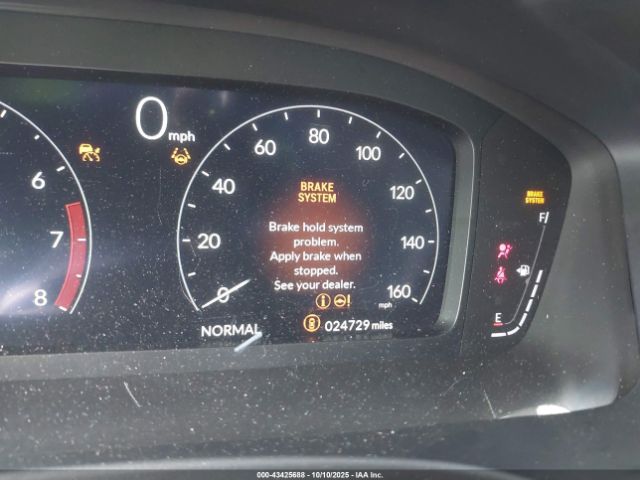 0 mph
80
60
100
BRAKE
SYSTEM
40
120
BRAKE
SYSTEM
6
F
Brake hold system
problem.
Apply brake when
stopped.
See your dealer.
7
20
140
8
0
160
mph
E
NORMAL
024729 miles
000-43425688 - 10/10/2025 - Copyright IAA, Inc.